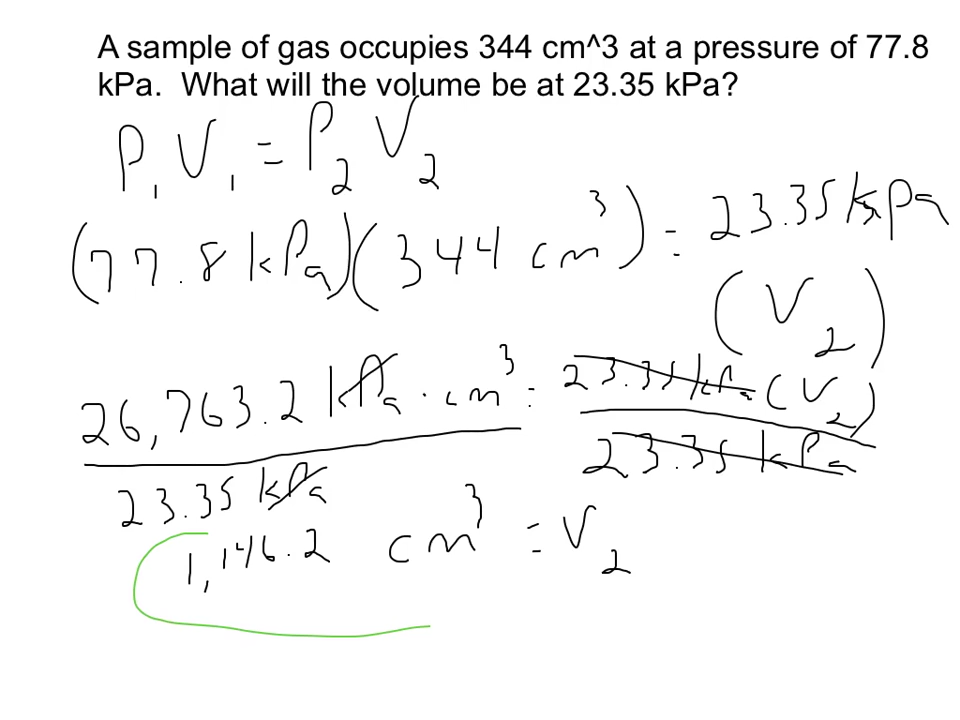 A sample of gas occupies 344 cm^3 at a pressure of 77.8
kPa.  What will the volume be at 23.35 kPa?
P₁V₁ = P₂V₂
(77.8 kPa)(344 cm³) = 23.35 kPa
(V₂)
26,763.2 kPa · cm³ = 23.35 kPa (V₂)
23.35 kPa 23.35 kPa
1,146.2 cm³ = V₂